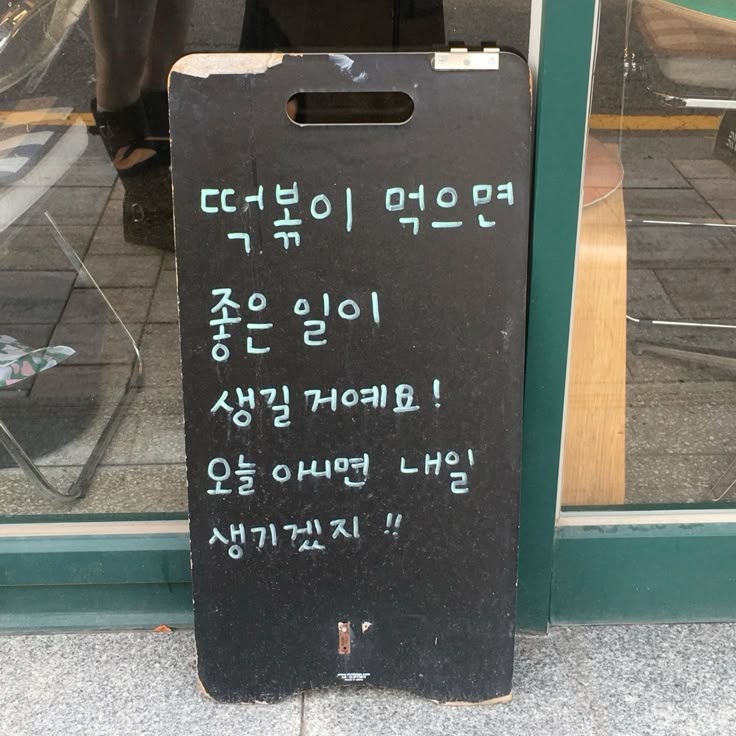 떡볶이 먹으면
좋은 일이
생길 거예요!
오늘 아니면 내일
생기겠지 !!